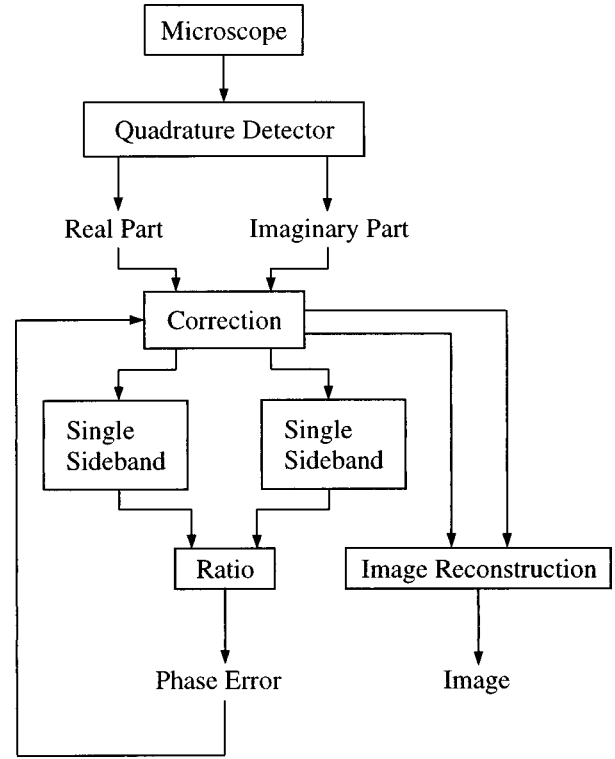 Microscope
Quadrature Detector
Real Part
Imaginary Part
Correction
Single
Sideband
Single
Sideband
Ratio
Image Reconstruction
Phase Error
Image